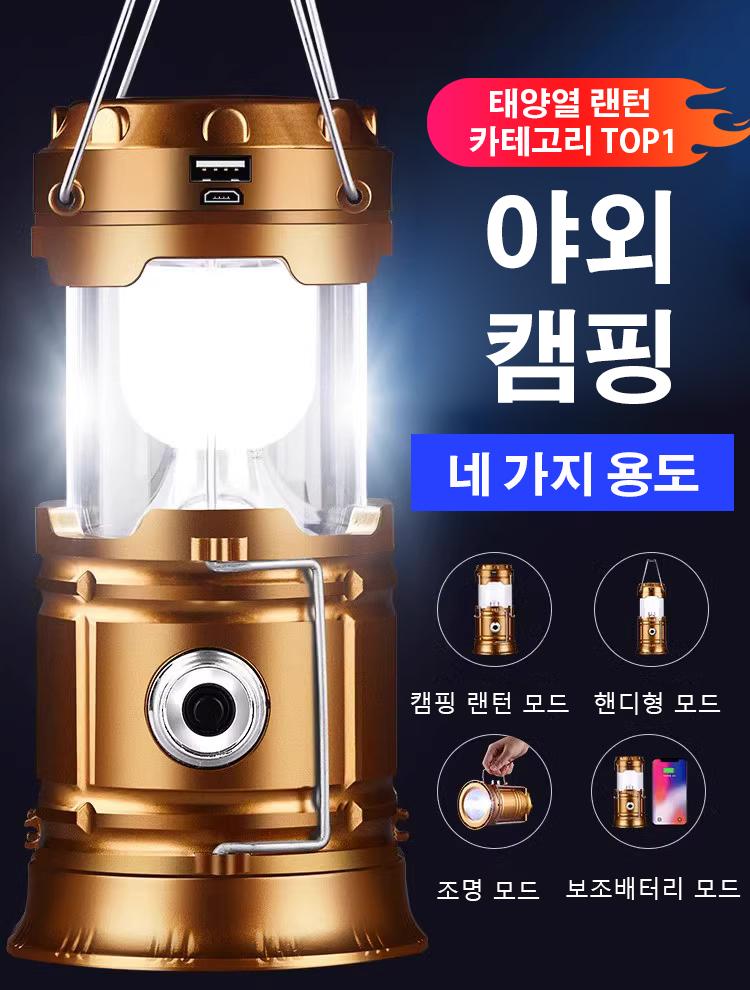 태양열 랜턴
카테고리 TOP1
야외
캠핑
네 가지 용도
캠핑 랜턴 모드
핸디형 모드
조명 모드
보조배터리 모드